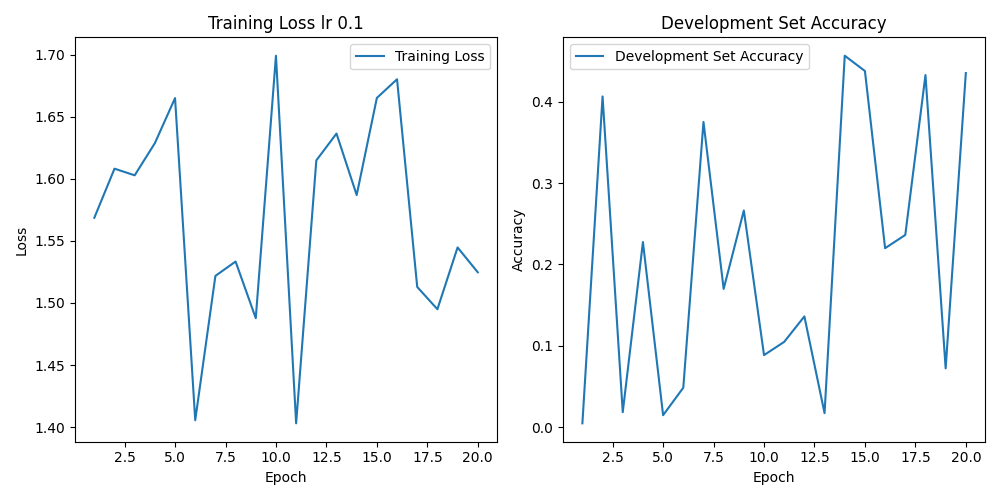 Training Loss lr 0.1
Training Loss
1.70
1.65
1.60
1.55
1.50
1.45
1.40
Loss
2.5 5.0 7.5 10.0 12.5 15.0 17.5 20.0
Epoch
Development Set Accuracy
Development Set Accuracy
0.4
0.3
0.2
0.1
0.0
Accuracy
2.5 5.0 7.5 10.0 12.5 15.0 17.5 20.0
Epoch